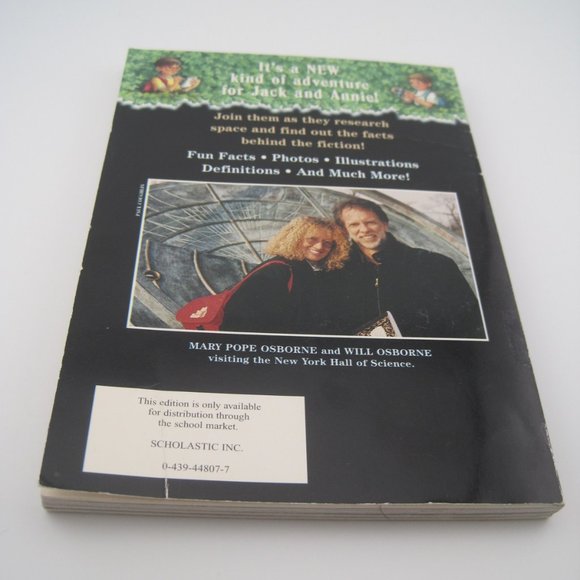 It's a NEW
kind of adventure
for Jack and Annie!
Join them as they research
space and find out the facts
behind the fiction!
Fun Facts • Photos • Illustrations
Definitions • And Much More!
PAUL COUGHLIN
MARY POPE OSBORNE and WILL OSBORNE
visiting the New York Hall of Science.
This edition is only available
for distribution through
the school market.
SCHOLASTIC INC.
0-439-44807-7